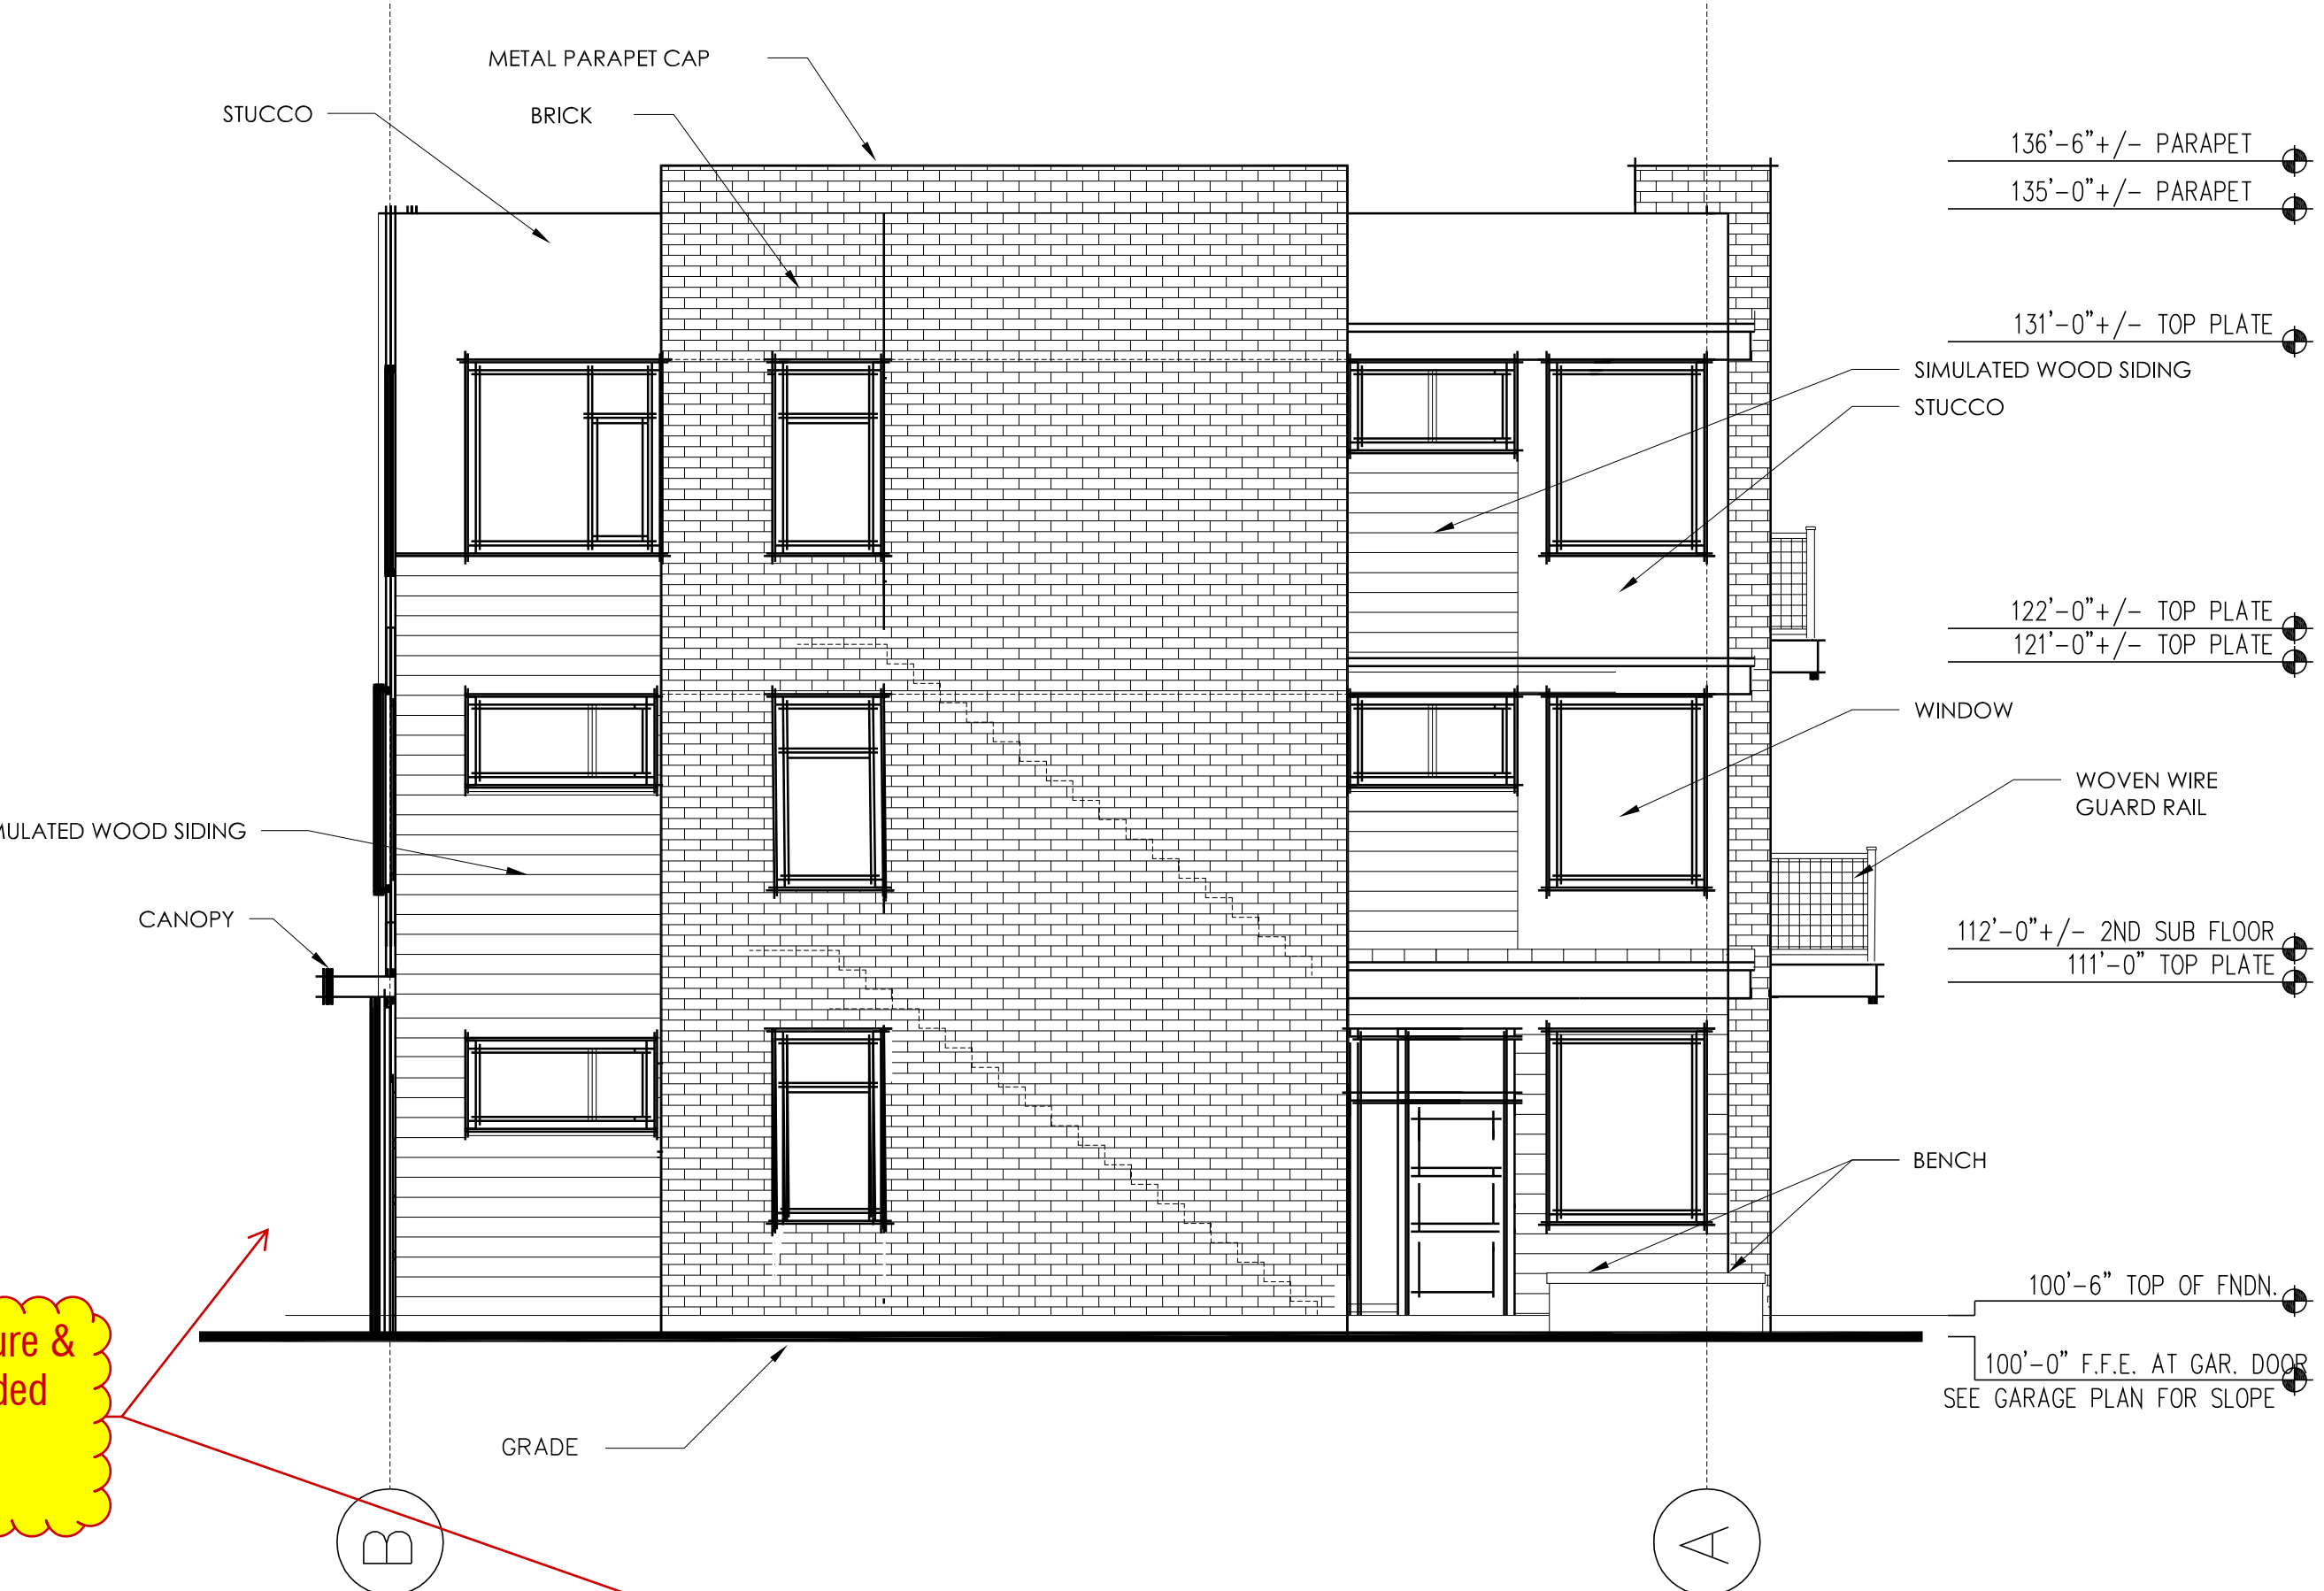 METAL PARAPET CAP
STUCCO
BRICK
136'-6"+/- PARAPET
135'-0"+/- PARAPET
131'-0"+/- TOP PLATE
SIMULATED WOOD SIDING
STUCCO
122'-0"+/- TOP PLATE
121'-0"+/- TOP PLATE
WINDOW
WOVEN WIRE
GUARD RAIL
MULATED WOOD SIDING
CANOPY
112'-0"+/- 2ND SUB FLOOR
111'-0" TOP PLATE
BENCH
100'-6" TOP OF FNDN.
ure &
ded
100'-0" F.F.E. AT GAR. DOOR
SEE GARAGE PLAN FOR SLOPE
GRADE
B
A